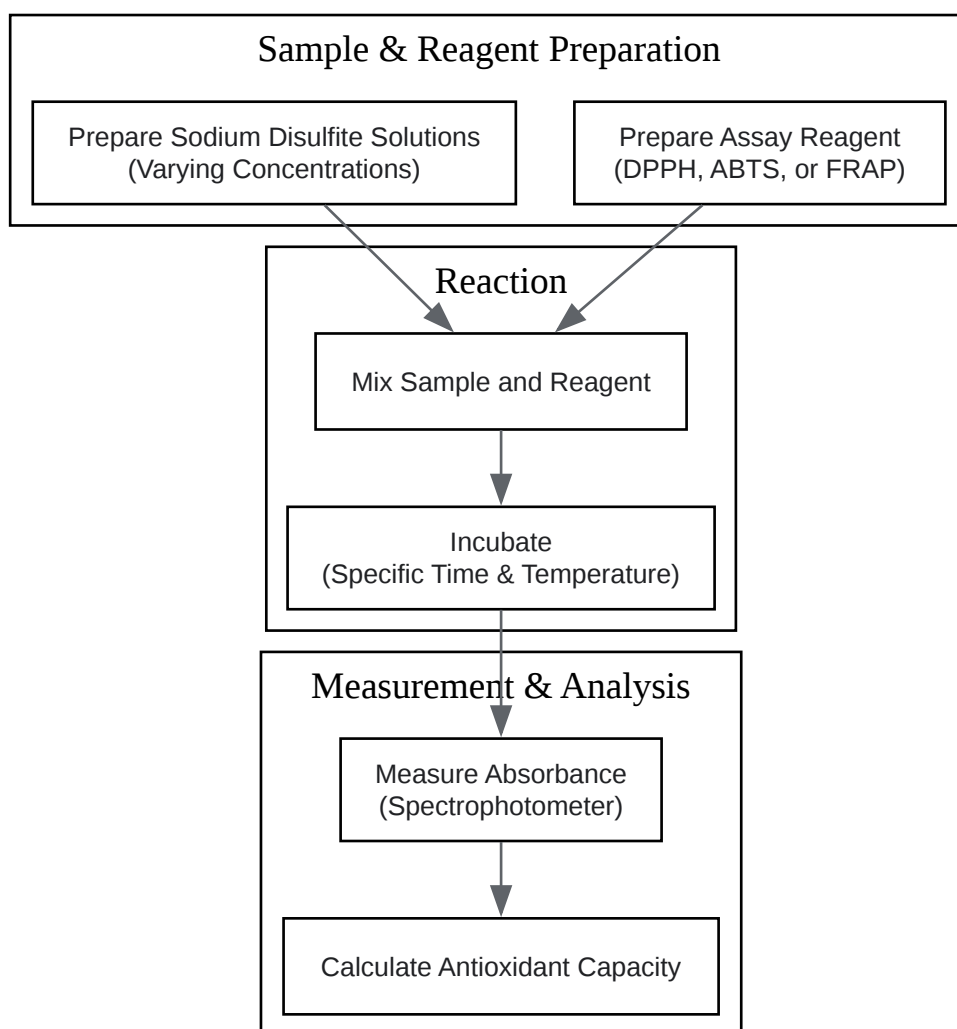 Sample & Reagent Preparation
Prepare Sodium Disulfite Solutions
(Varying Concentrations)
Prepare Assay Reagent
(DPPH, ABTS, or FRAP)
Reaction
Mix Sample and Reagent
Incubate
(Specific Time & Temperature)
Measurement & Analysis
Measure Absorbance
(Spectrophotometer)
Calculate Antioxidant Capacity